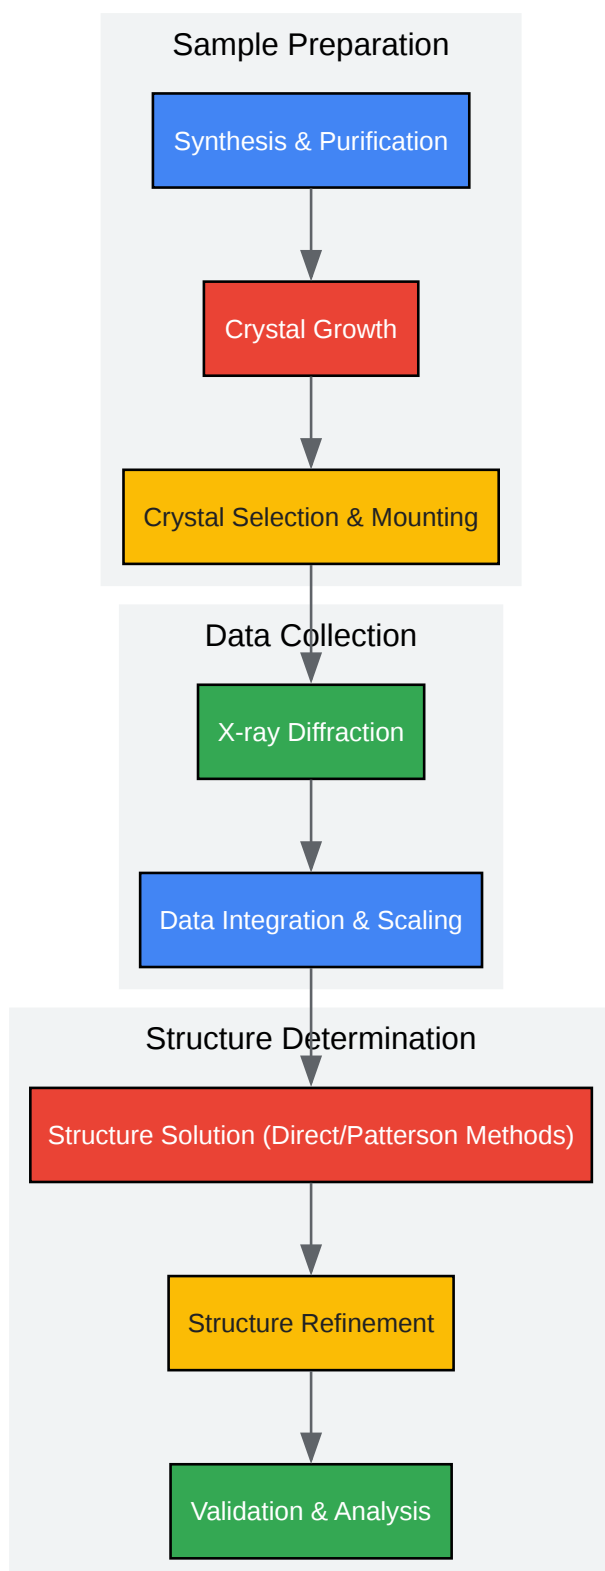 Sample Preparation
Synthesis & Purification
Crystal Growth
Crystal Selection & Mounting
Data Collection
X-ray Diffraction
Data Integration & Scaling
Structure Determination
Structure Solution (Direct/Patterson Methods)
Structure Refinement
Validation & Analysis